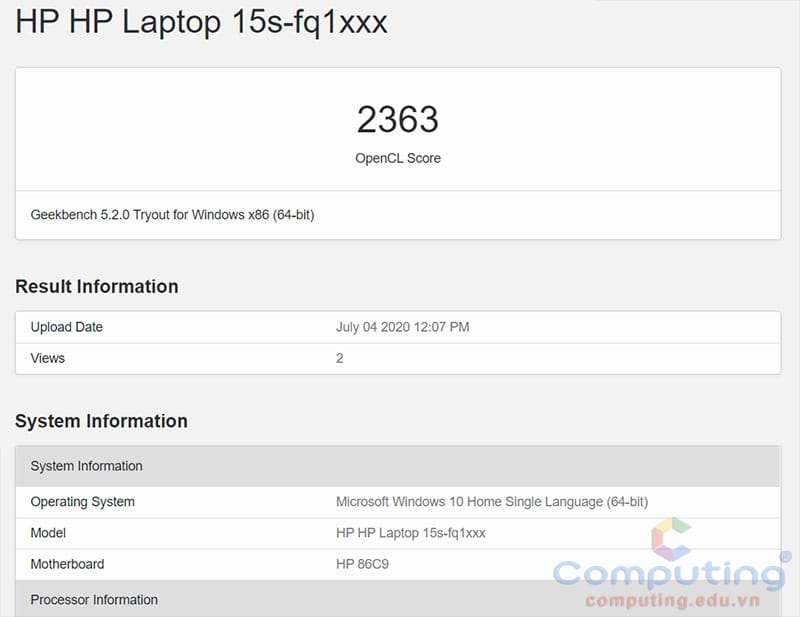 HP HP Laptop 15s-fq1xxx
2363
OpenCL Score
Geekbench 5.2.0 Tryout for Windows x86 (64-bit)
Result Information
Upload Date July 04 2020 12:07 PM
Views 2
System Information
System Information
Operating System Microsoft Windows 10 Home Single Language (64-bit)
Model HP HP Laptop 15s-fq1xxx
Motherboard HP 86C9
Processor Information
Computing®
computing.edu.vn